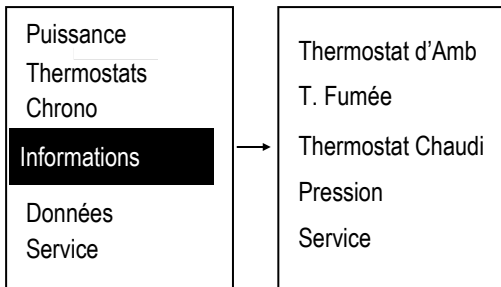 Puissance
Thermostats
Chrono
Informations
Données
Service
Thermostat d’Amb
T. Fumée
Thermostat Chaudi
Pression
Service